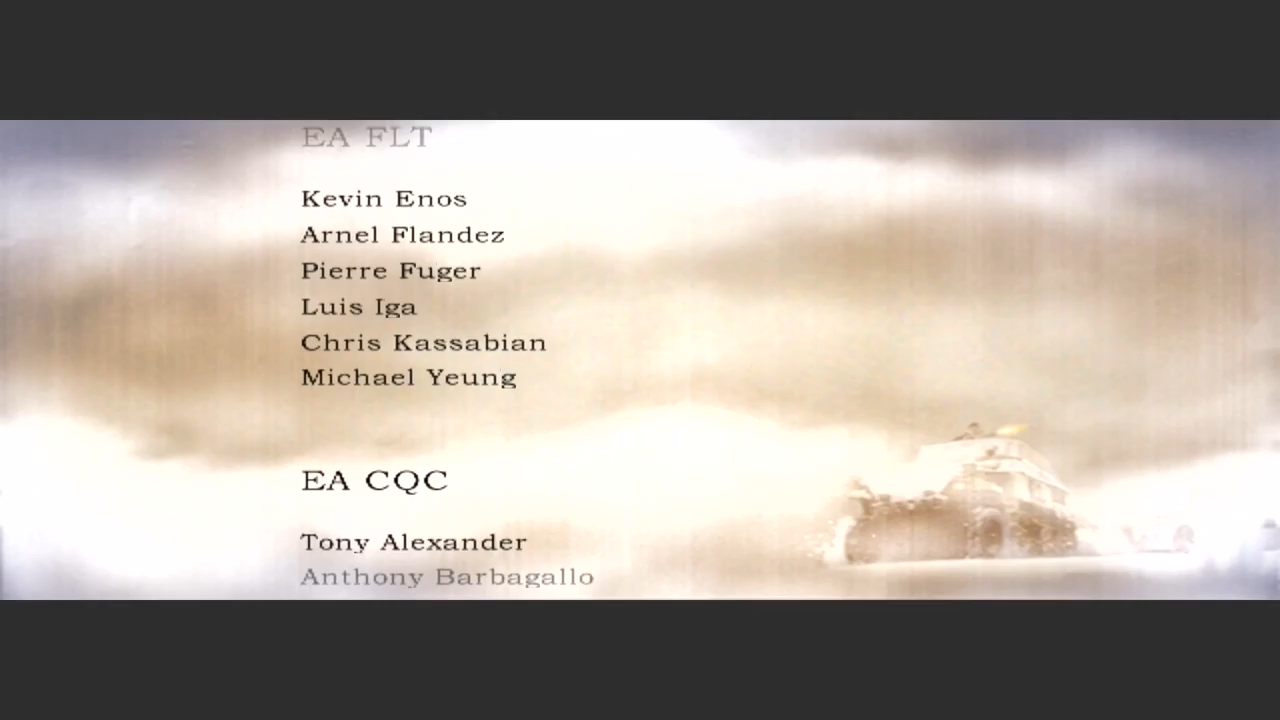 EA FLT
Kevin Enos
Arnel Flandez
Pierre Fuger
Luis Iga
Chris Kassabian
Michael Yeung
EA CQC
Tony Alexander
Anthony Barbagallo